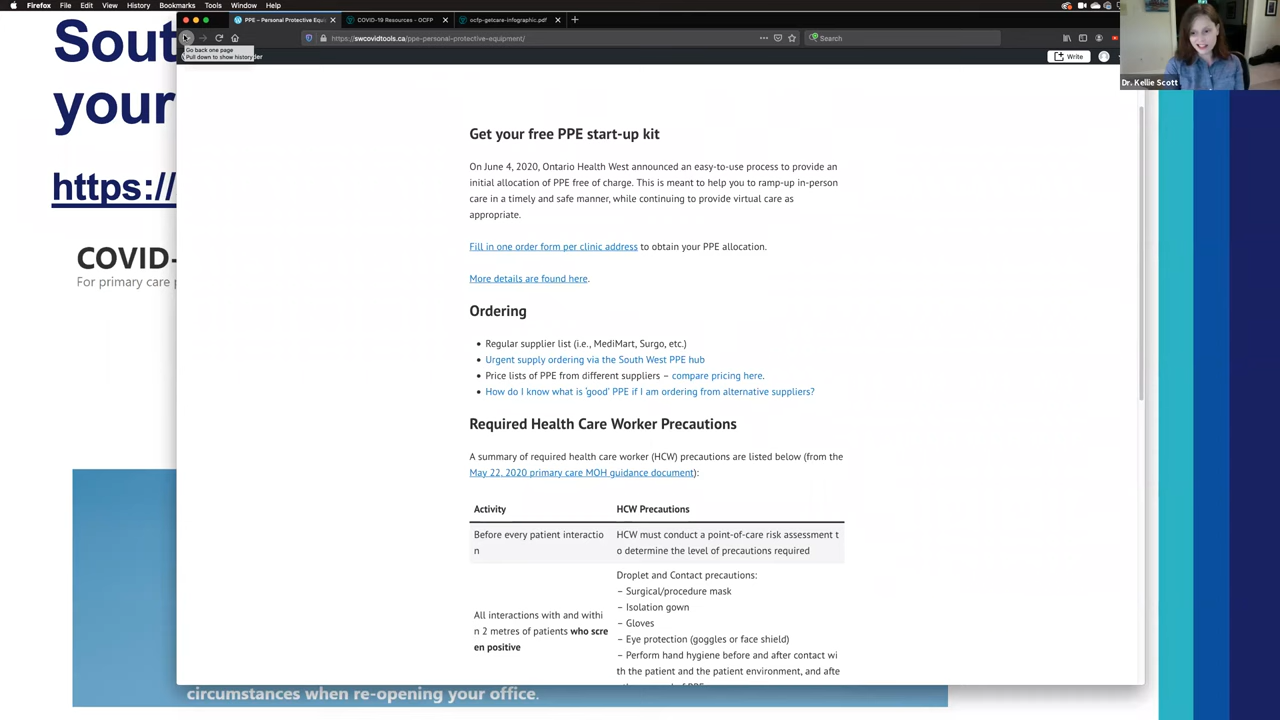 Firefox File Edit View History Bookmarks Tools Window Help
PPE – Personal Protective Equi
COVID-19 Resources - OCFP
ocfp-getcare-infographic.pdf
https://swcovidtools.ca/ppe-personal-protective-equipment/
Search
Go back one page
Pull down to show history
der
Write
Dr. Kellie Scott
Sout
your
https://
COVID-
For primary care p
Get your free PPE start-up kit
On June 4, 2020, Ontario Health West announced an easy-to-use process to provide an
initial allocation of PPE free of charge. This is meant to help you to ramp-up in-person
care in a timely and safe manner, while continuing to provide virtual care as
appropriate.
Fill in one order form per clinic address to obtain your PPE allocation.
More details are found here.
Ordering
• Regular supplier list (i.e., MediMart, Surgo, etc.)
• Urgent supply ordering via the South West PPE hub
• Price lists of PPE from different suppliers – compare pricing here.
• How do I know what is ‘good’ PPE if I am ordering from alternative suppliers?
Required Health Care Worker Precautions
A summary of required health care worker (HCW) precautions are listed below (from the
May 22, 2020 primary care MOH guidance document):
Activity HCW Precautions
Before every patient interactio
n
HCW must conduct a point-of-care risk assessment t
o determine the level of precautions required
All interactions with and withi
n 2 metres of patients who scre
en positive
Droplet and Contact precautions:
– Surgical/procedure mask
– Isolation gown
– Gloves
– Eye protection (goggles or face shield)
– Perform hand hygiene before and after contact wi
th the patient and the patient environment, and afte
circumstances when re-opening your office.